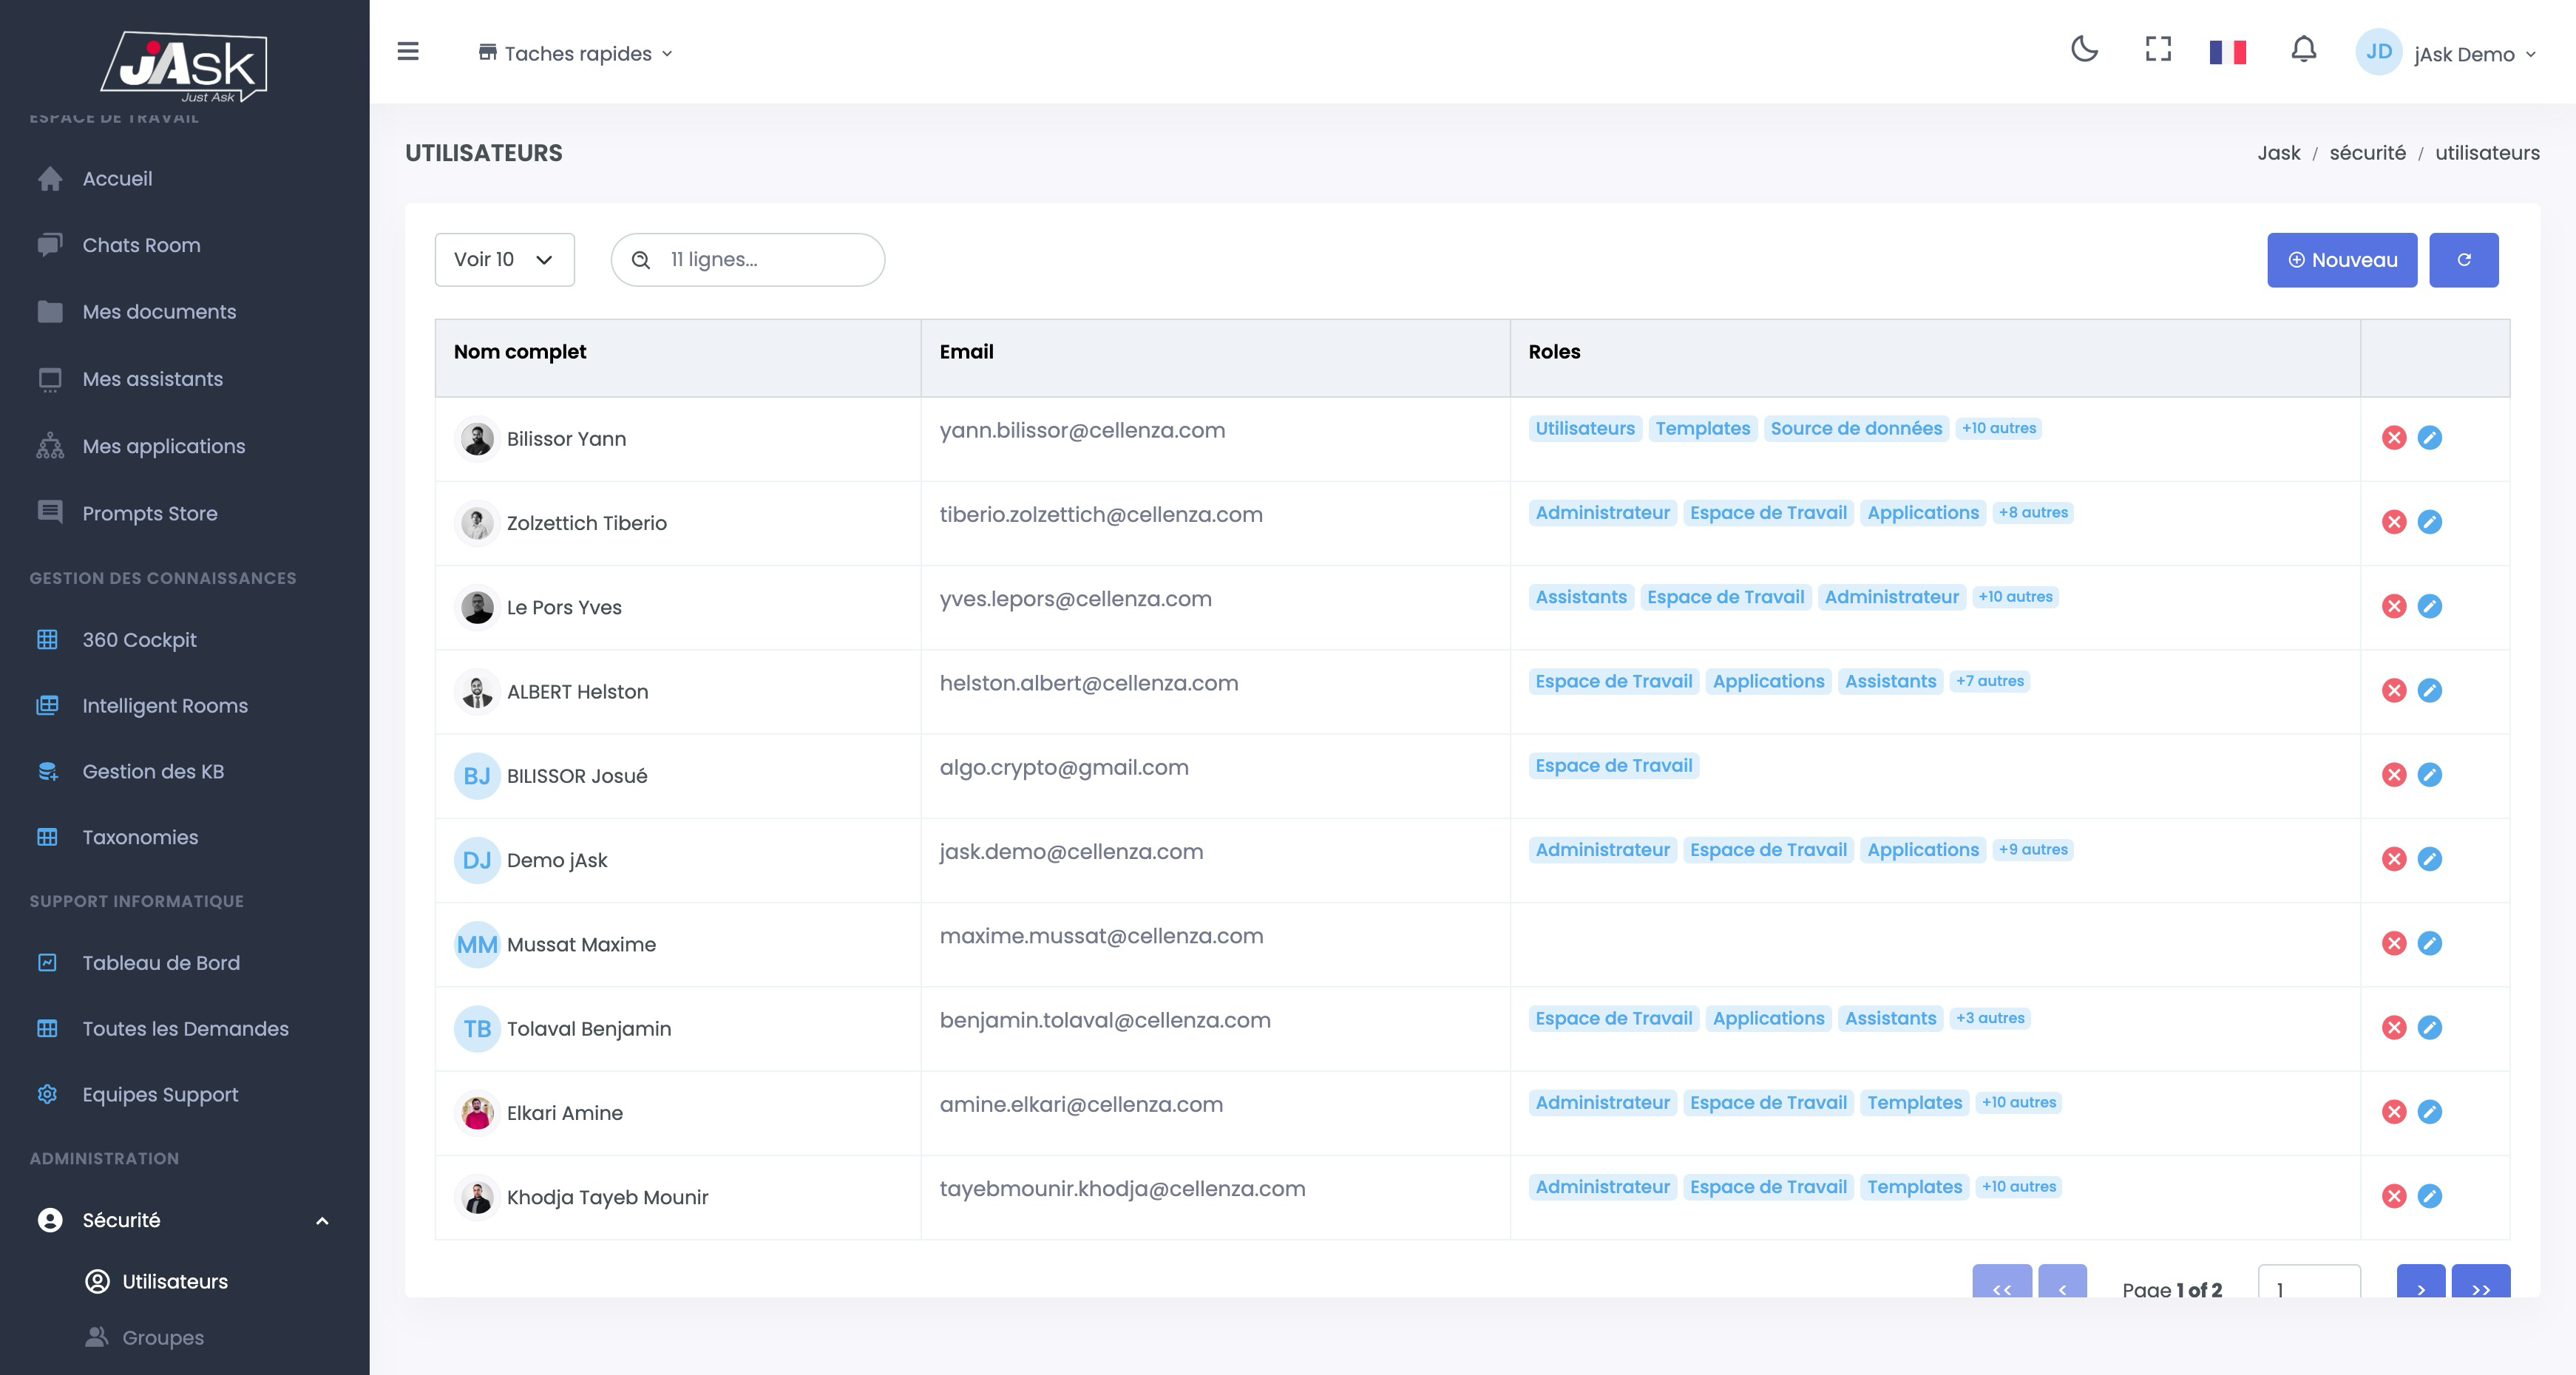 jAsk
Just Ask
Taches rapides
JD
jAsk Demo
ESPACE DE TRAVAIL
Accueil
Chats Room
Mes documents
Mes assistants
Mes applications
Prompts Store
GESTION DES CONNAISSANCES
360 Cockpit
Intelligent Rooms
Gestion des KB
Taxonomies
SUPPORT INFORMATIQUE
Tableau de Bord
Toutes les Demandes
Equipes Support
ADMINISTRATION
Sécurité
Utilisateurs
Groupes
UTILISATEURS
Jask / sécurité / utilisateurs
Voir 10
11 lignes...
Nouveau
Nom complet Email Roles
Bilissor Yann yann.bilissor@cellenza.com Utilisateurs Templates Source de données +10 autres
Zolzettich Tiberio tiberio.zolzettich@cellenza.com Administrateur Espace de Travail Applications +8 autres
Le Pors Yves yves.lepors@cellenza.com Assistants Espace de Travail Administrateur +10 autres
ALBERT Helston helston.albert@cellenza.com Espace de Travail Applications Assistants +7 autres
BJ BILISSOR Josué algo.crypto@gmail.com Espace de Travail
DJ Demo jAsk jask.demo@cellenza.com Administrateur Espace de Travail Applications +9 autres
MM Mussat Maxime maxime.mussat@cellenza.com
TB Tolaval Benjamin benjamin.tolaval@cellenza.com Espace de Travail Applications Assistants +3 autres
Elkari Amine amine.elkari@cellenza.com Administrateur Espace de Travail Templates +10 autres
Khodja Tayeb Mounir tayebmounir.khodja@cellenza.com Administrateur Espace de Travail Templates +10 autres
<< < Page 1 of 2 1 > >>